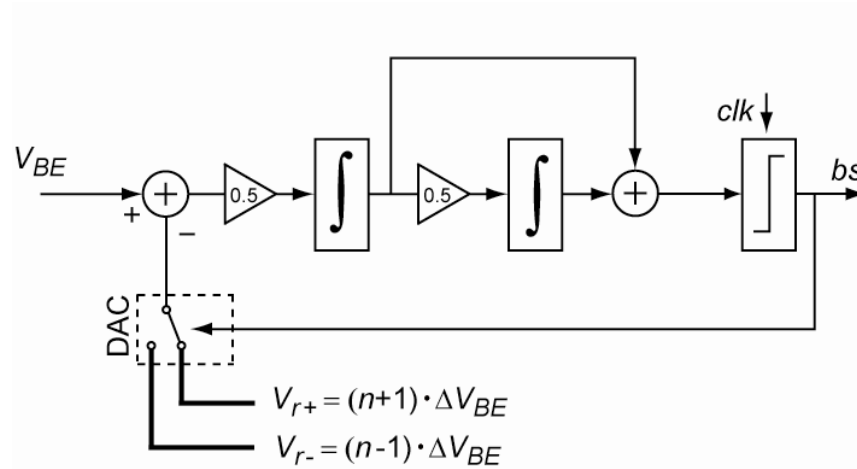 clk
V_BE
bs
0.5
0.5
+
+
+
−
DAC
V_r+ = (n+1)·ΔV_BE
V_r- = (n-1)·ΔV_BE